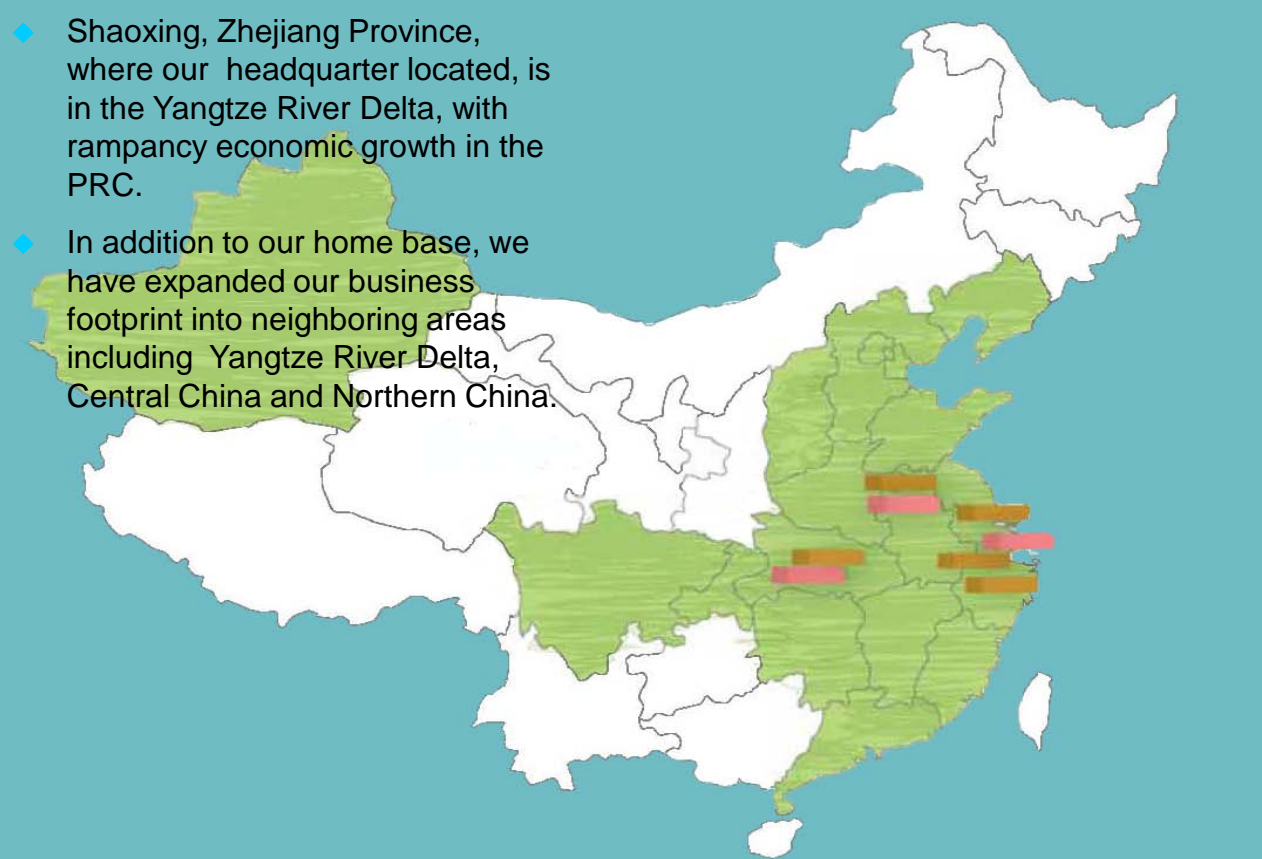 Shaoxing, Zhejiang Province,
where our headquarter located, is
in the Yangtze River Delta, with
rampancy economic growth in the
PRC.
In addition to our home base, we
have expanded our business
footprint into neighboring areas
including Yangtze River Delta,
Central China and Northern China.